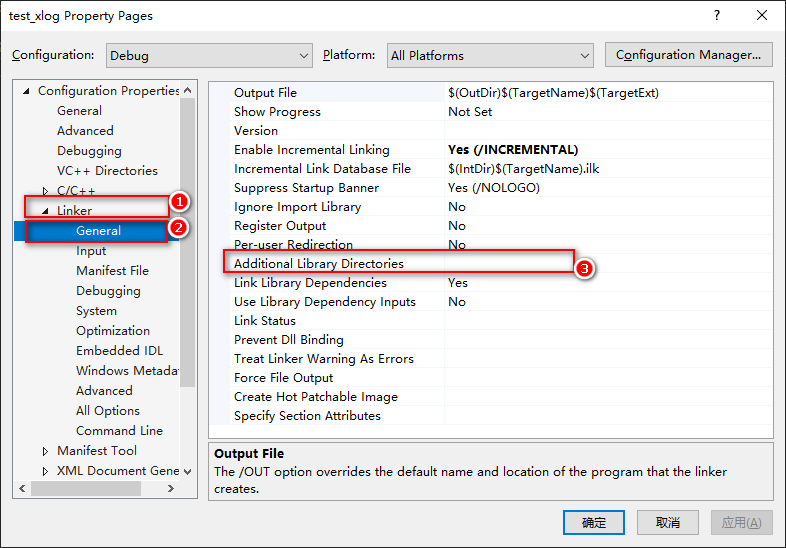 test_xlog Property Pages
?
Configuration: Debug Platform: All Platforms Configuration Manager...
Configuration Properties
General
Advanced
Debugging
VC++ Directories
C/C++
Linker 1
General 2
Input
Manifest File
Debugging
System
Optimization
Embedded IDL
Windows Metada
Advanced
All Options
Command Line
Manifest Tool
XML Document Gene
Output File $(OutDir)$(TargetName)$(TargetExt)
Show Progress Not Set
Version
Enable Incremental Linking Yes (/INCREMENTAL)
Incremental Link Database File $(IntDir)$(TargetName).ilk
Suppress Startup Banner Yes (/NOLOGO)
Ignore Import Library No
Register Output No
Per-user Redirection No
Additional Library Directories 3
Link Library Dependencies Yes
Use Library Dependency Inputs No
Link Status
Prevent Dll Binding
Treat Linker Warning As Errors
Force File Output
Create Hot Patchable Image
Specify Section Attributes
Output File
The /OUT option overrides the default name and location of the program that the linker
creates.
确定 取消 应用(A)